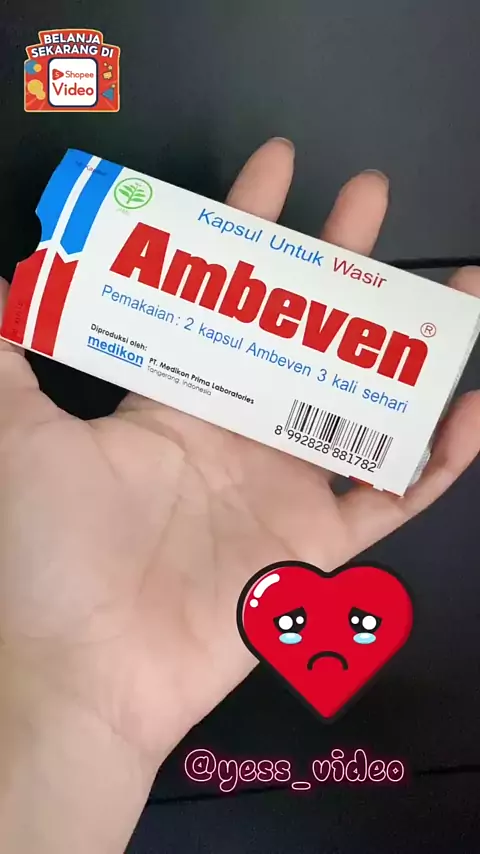 BELANJA
SEKARANG DI
Shopee
Video
Kapsul Untuk Wasir
Ambeven®
Pemakaian : 2 kapsul Ambeven 3 kali sehari
Diproduksi oleh:
medikon PT. Medikon Prima Laboratories
Tangerang, Indonesia
8 992828 881782
@yess_video